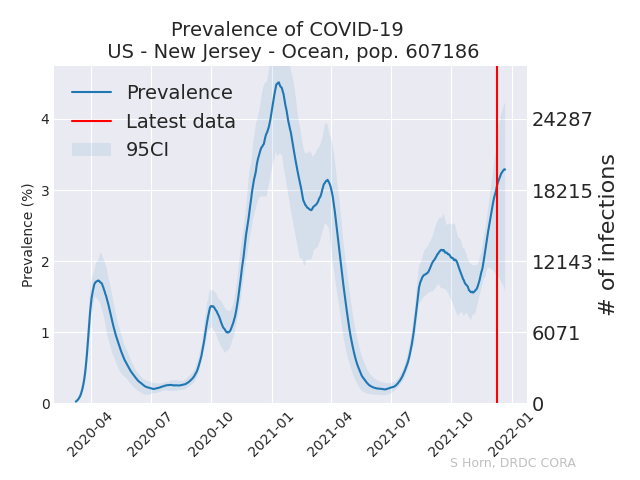 Prevalence of COVID-19
US - New Jersey - Ocean, pop. 607186
Prevalence
Latest data
95CI
Prevalence (%)
4
3
2
1
0
24287
18215
12143
6071
0
# of infections
2020-04
2020-07
2020-10
2021-01
2021-04
2021-07
2021-10
2022-01
S Horn, DRDC CORA